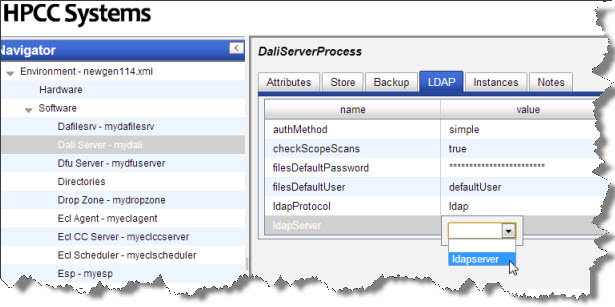 HPCC Systems
Navigator
Environment - newgen114.xml
Hardware
Software
Dafilesrv - mydafilesrv
Dali Server - mydali
Dfu Server - mydfuserver
Directories
Drop Zone - mydropzone
Ecl Agent - myeclagent
Ecl CC Server - myeclccserver
Ecl Scheduler - myeclscheduler
Esp - myesp
DaliServerProcess
Attributes Store Backup LDAP Instances Notes
name value
authMethod simple
checkScopeScans true
filesDefaultPassword ************************
filesDefaultUser defaultUser
ldapProtocol ldap
ldapServer
ldapserver